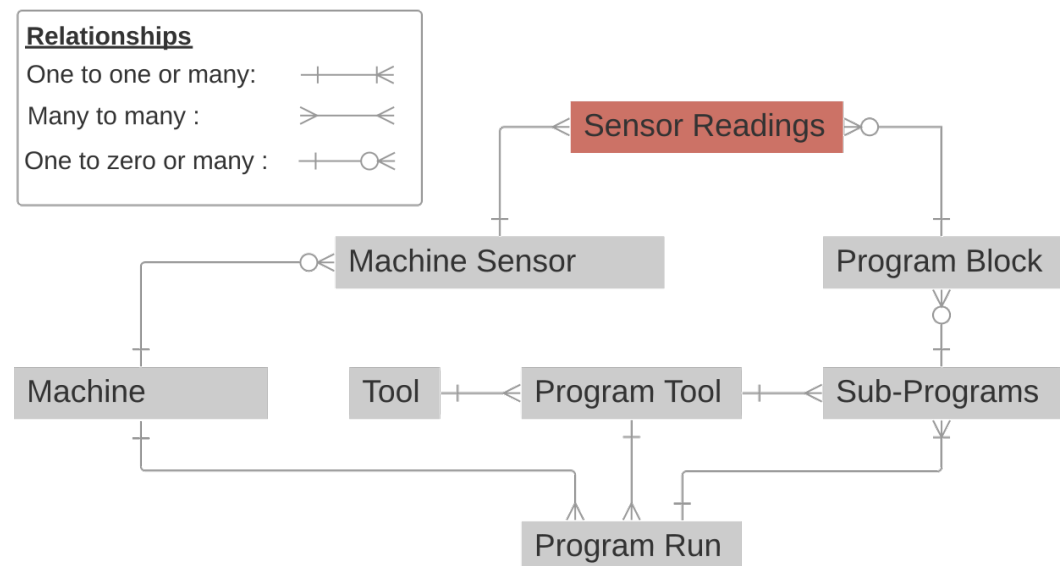 Relationships
One to one or many:
Many to many :
One to zero or many :
Sensor Readings
Machine Sensor
Program Block
Machine
Tool
Program Tool
Sub-Programs
Program Run